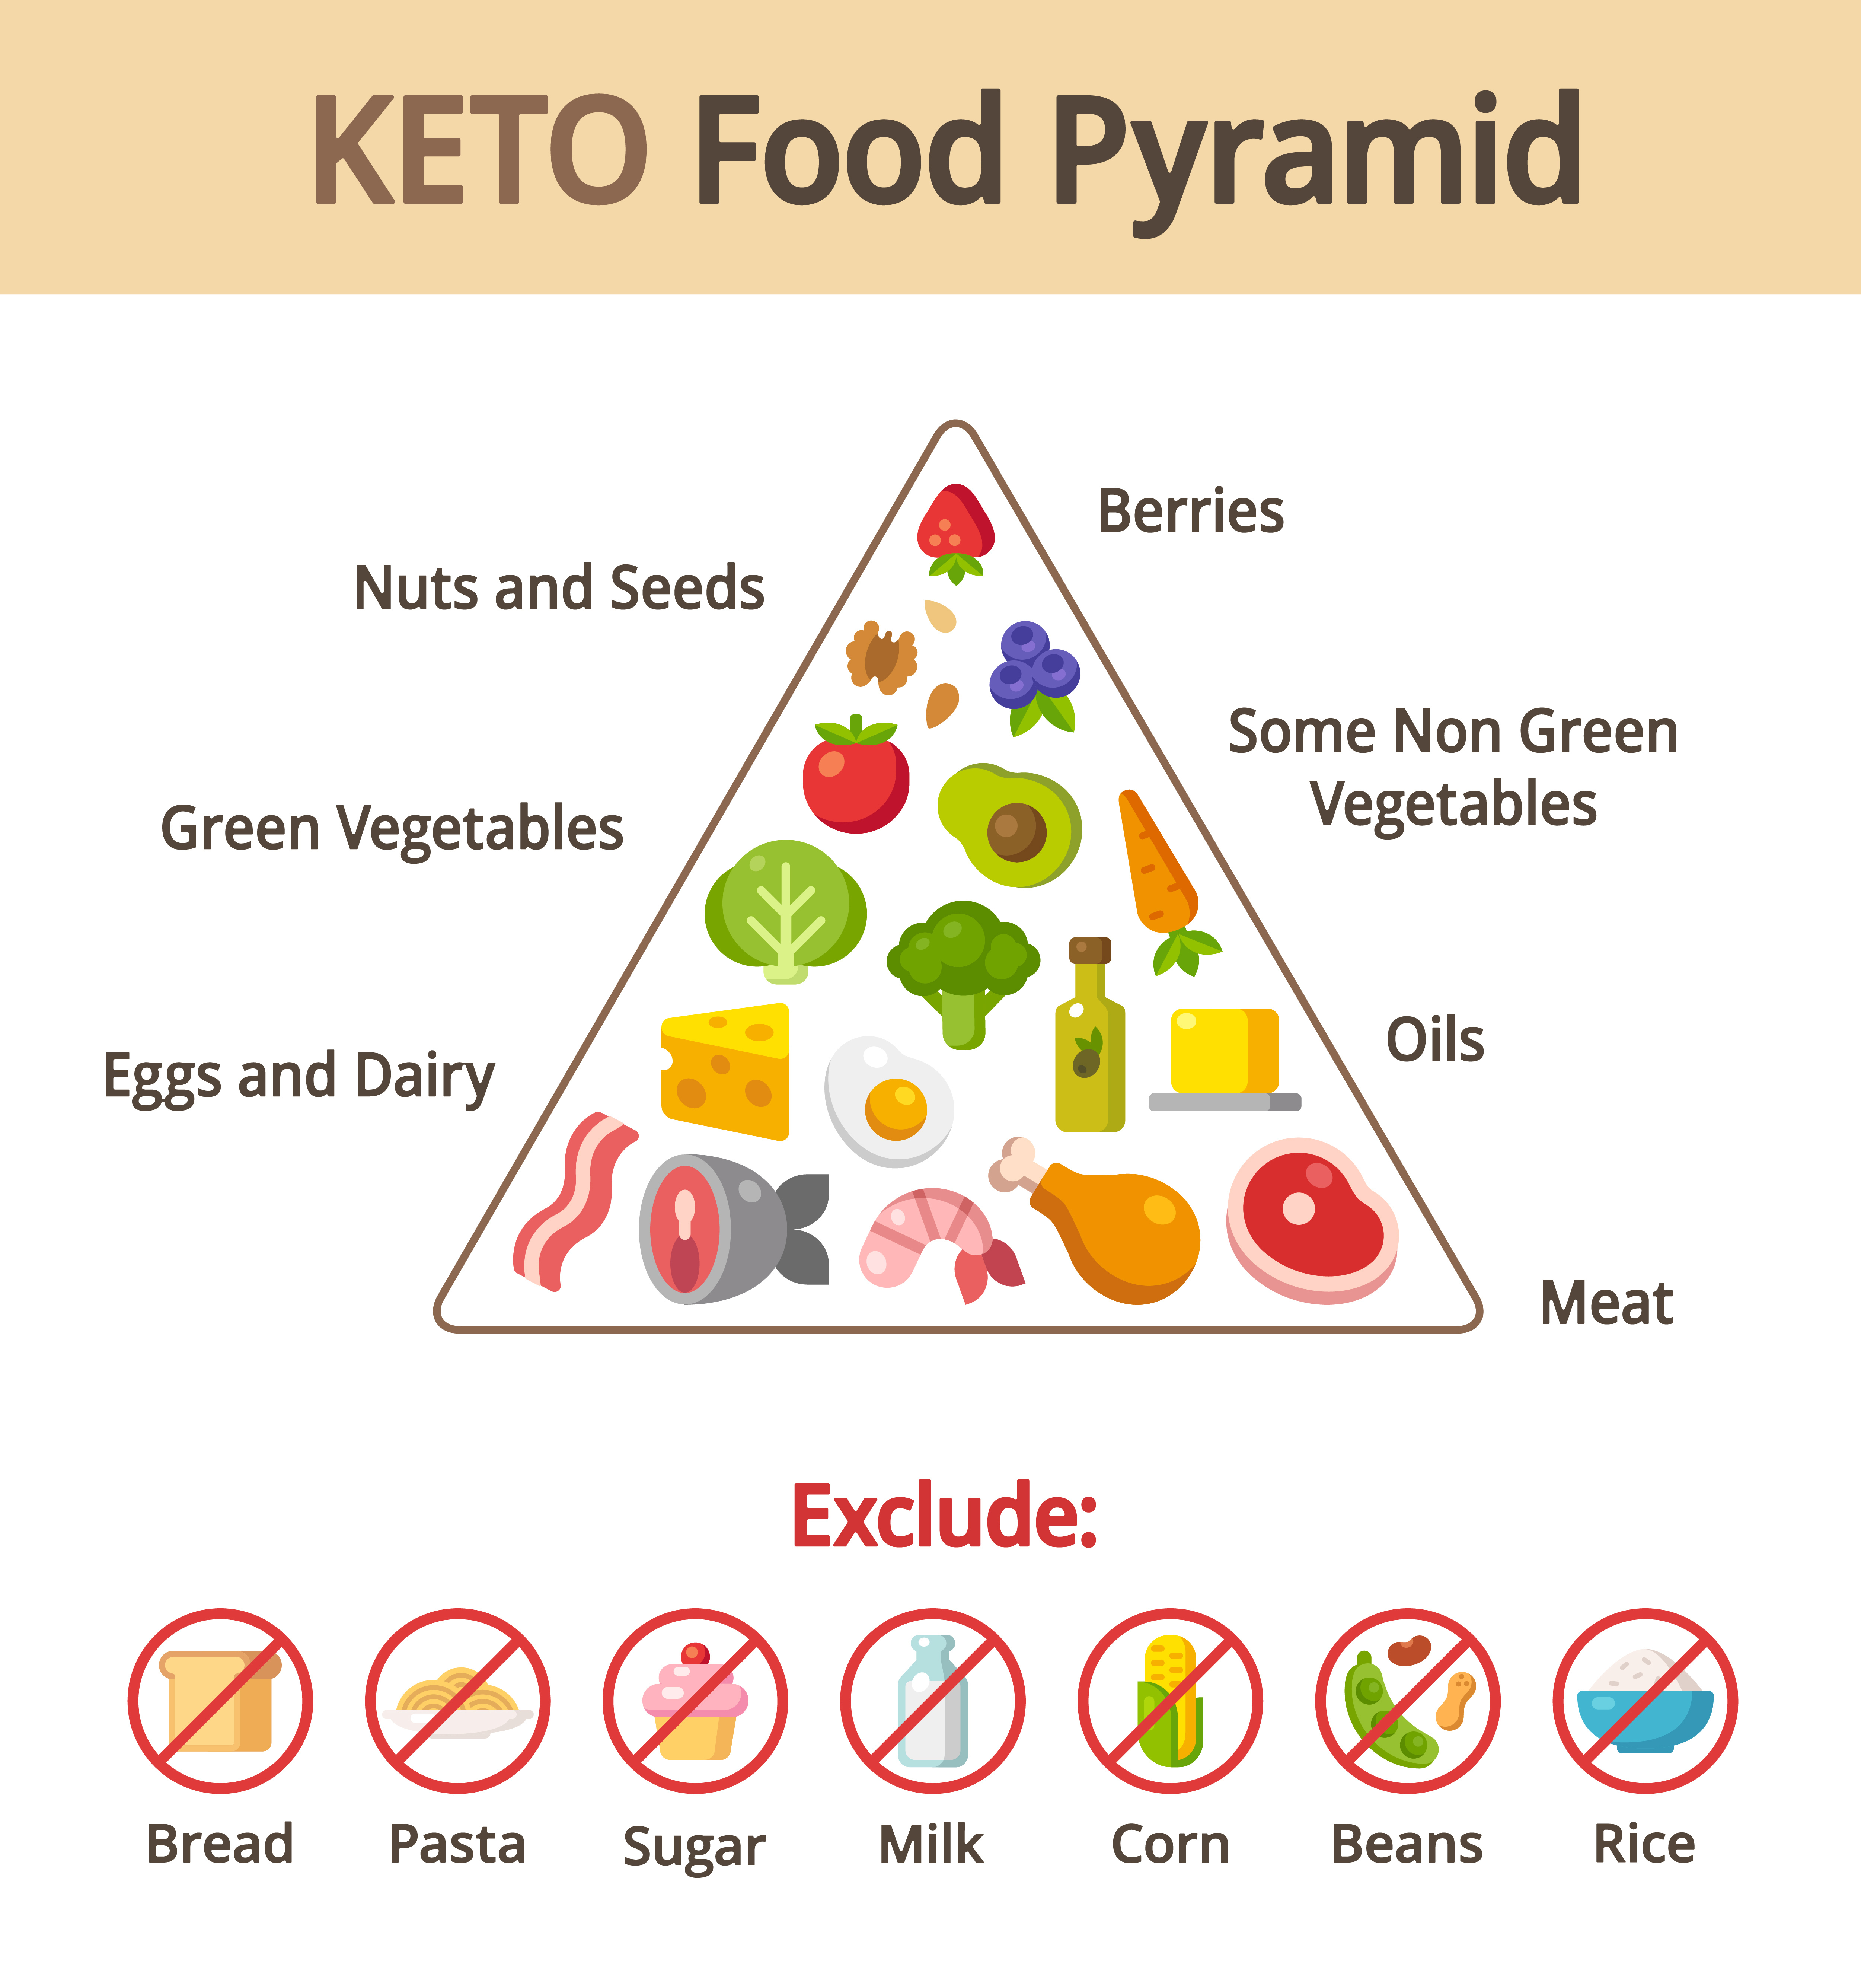 KETO Food Pyramid
Berries
Nuts and Seeds
Some Non Green
Vegetables
Green Vegetables
Oils
Eggs and Dairy
Meat
Exclude:
Bread
Pasta
Sugar
Milk
Corn
Beans
Rice